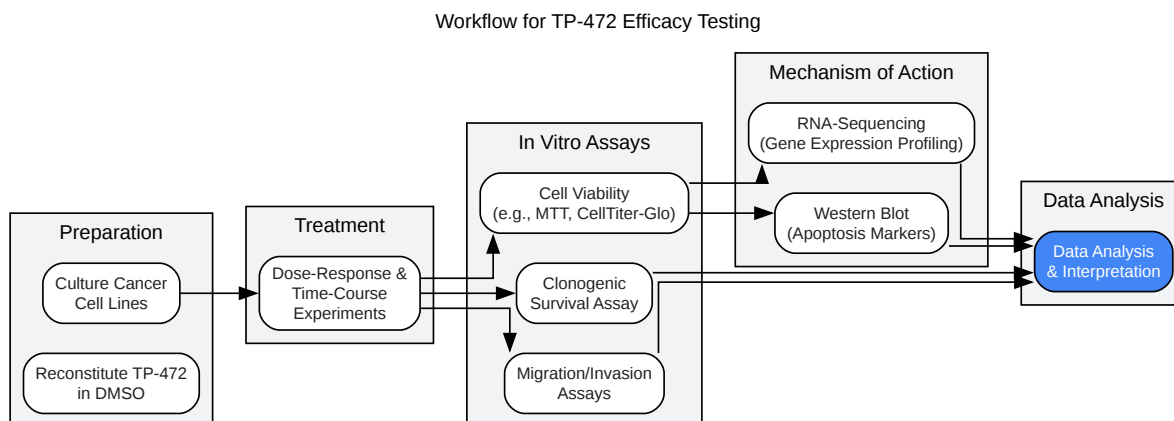 Workflow for TP-472 Efficacy Testing
Preparation
Culture Cancer
Cell Lines
Reconstitute TP-472
in DMSO
Treatment
Dose-Response &
Time-Course
Experiments
In Vitro Assays
Cell Viability
(e.g., MTT, CellTiter-Glo)
Clonogenic
Survival Assay
Migration/Invasion
Assays
Mechanism of Action
RNA-Sequencing
(Gene Expression Profiling)
Western Blot
(Apoptosis Markers)
Data Analysis
Data Analysis
& Interpretation